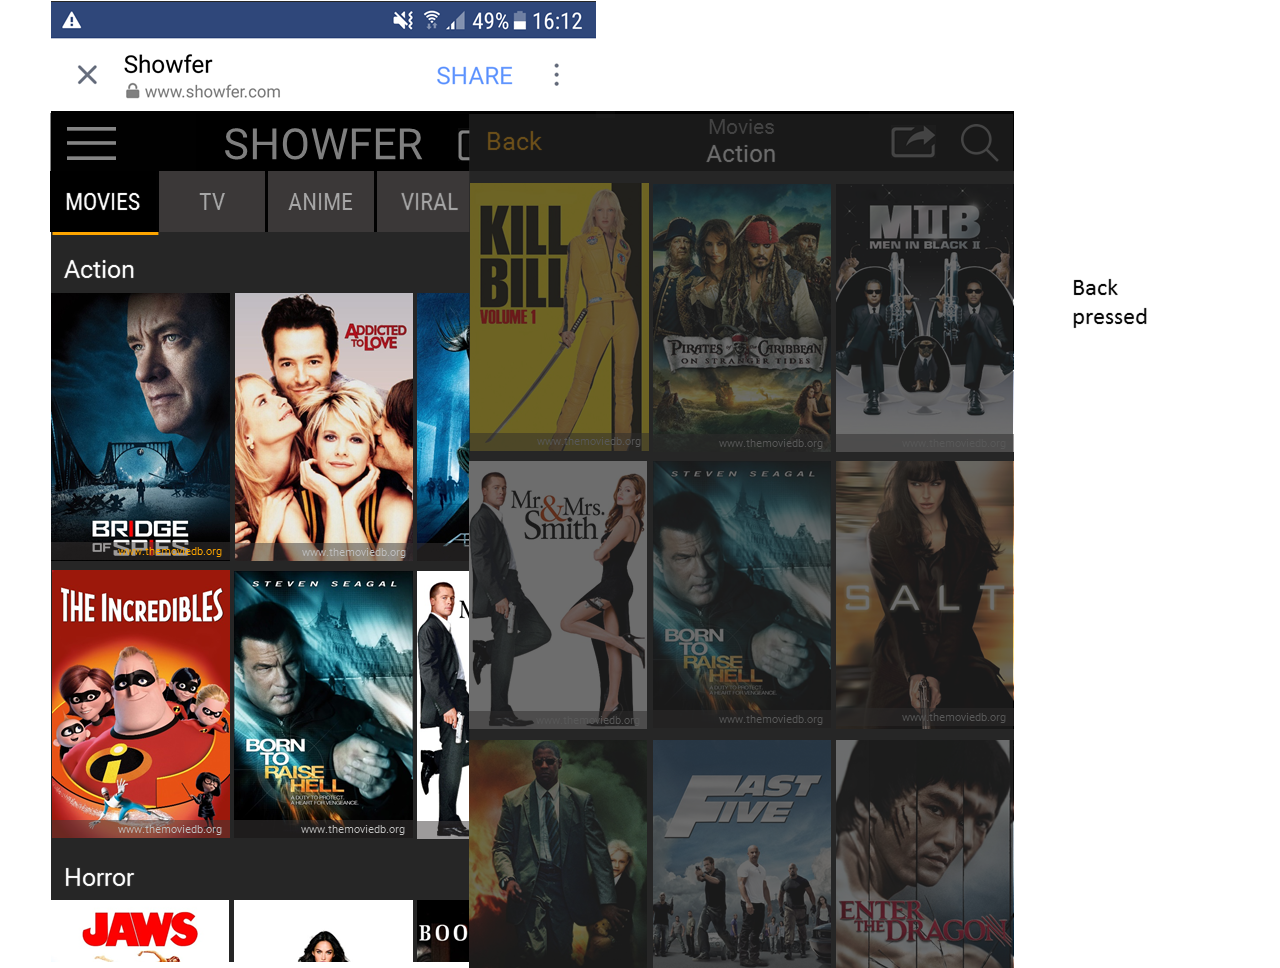 49% 16:12
Showfer
www.showfer.com
SHARE
SHOWFER
MOVIES TV ANIME VIRAL
Action
ADDICTED
TO LOVE
BRIDGE
OF SPIES
www.themoviedb.org
www.themoviedb.org
THE INCREDIBLES
STEVEN SEAGAL
BORN
TO
RAISE
HELL
A DUTY TO PROTECT.
A HEART FOR VENGEANCE.
www.themoviedb.org
www.themoviedb.org
Horror
JAWS
BOO
Back
Movies
Action
KILL
BILL
VOLUME 1
www.themoviedb.org
PIRATES of the CARIBBEAN
ON STRANGER TIDES
www.themoviedb.org
MIIB
MEN IN BLACK II
www.themoviedb.org
Mr. & Mrs.
Smith
www.themoviedb.org
STEVEN SEAGAL
BORN
TO
RAISE
HELL
A DUTY TO PROTECT.
A HEART FOR VENGEANCE.
www.themoviedb.org
SALT
www.themoviedb.org
FAST
FIVE
ENTER
THE DRAGON
Back
pressed